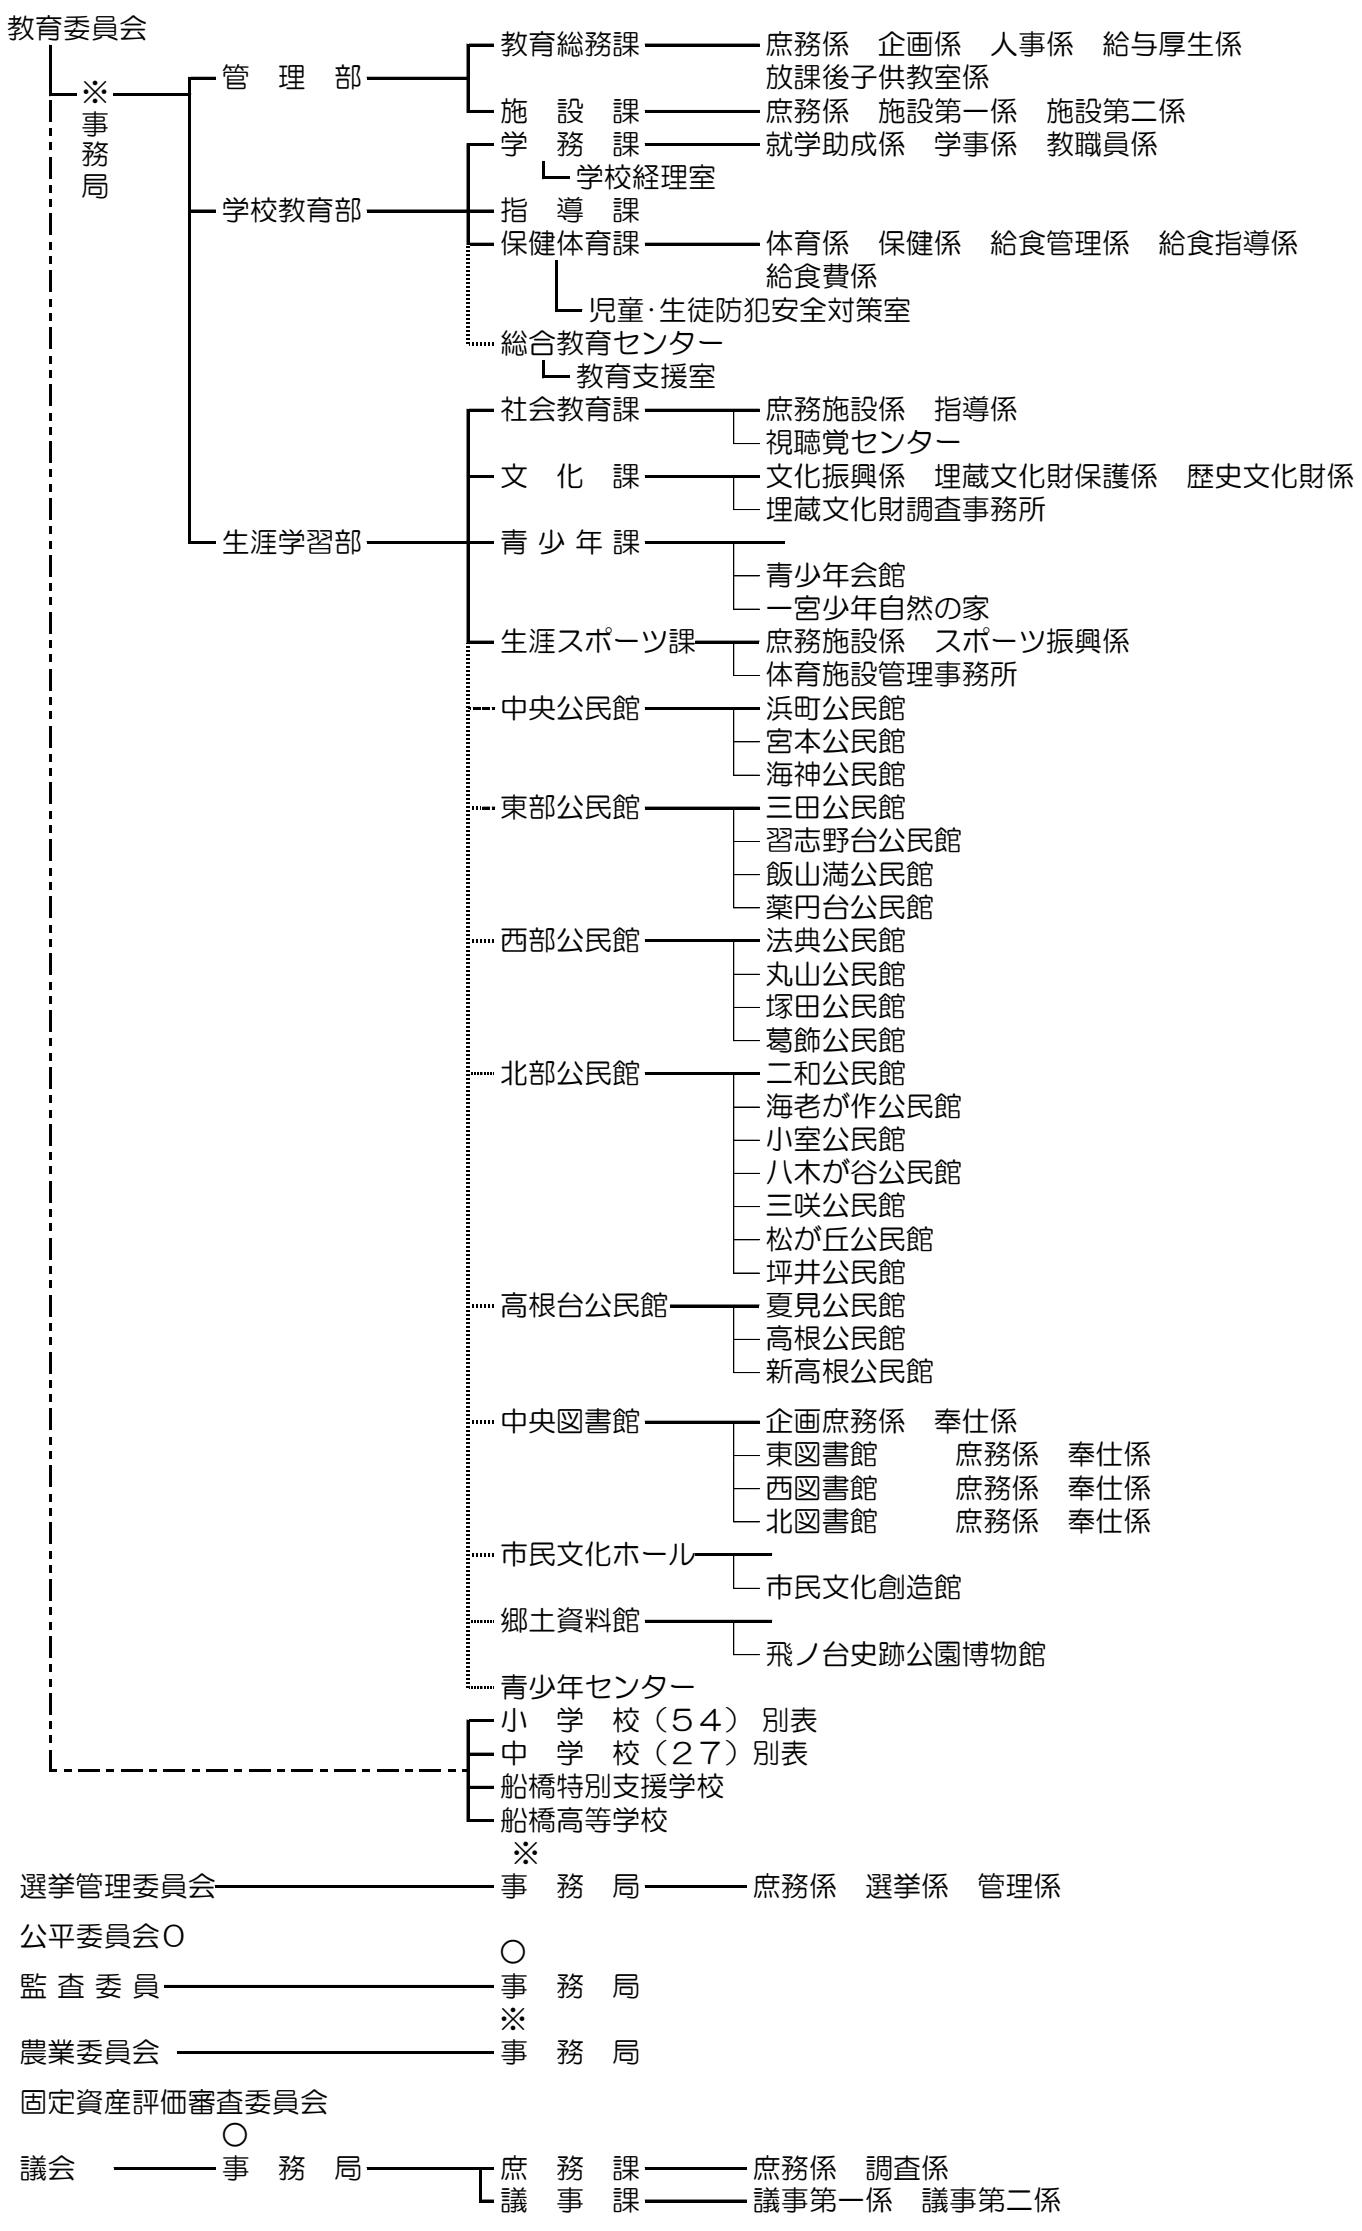 教育委員会
教育総務課 庶務係 企画係 人事係 給与厚生係
管 理 部 放課後子供教室係
※事務局
施 設 課 庶務係 施設第一係 施設第二係
学 務 課 就学助成係 学事係 教職員係
学校経理室
学校教育部 指 導 課
保健体育課 体育係 保健係 給食管理係 給食指導係
給食費係
児童・生徒防犯安全対策室
総合教育センター
教育支援室
社会教育課 庶務施設係 指導係
視聴覚センター
文 化 課 文化振興係 埋蔵文化財保護係 歴史文化財係
埋蔵文化財調査事務所
生涯学習部 青 少 年 課
青少年会館
一宮少年自然の家
生涯スポーツ課 庶務施設係 スポーツ振興係
体育施設管理事務所
中央公民館 浜町公民館
宮本公民館
海神公民館
東部公民館 三田公民館
習志野台公民館
飯山満公民館
薬円台公民館
西部公民館 法典公民館
丸山公民館
塚田公民館
葛飾公民館
北部公民館 二和公民館
海老が作公民館
小室公民館
八木が谷公民館
三咲公民館
松が丘公民館
坪井公民館
高根台公民館 夏見公民館
高根公民館
新高根公民館
中央図書館 企画庶務係 奉仕係
東図書館 庶務係 奉仕係
西図書館 庶務係 奉仕係
北図書館 庶務係 奉仕係
市民文化ホール
市民文化創造館
郷土資料館
飛ノ台史跡公園博物館
青少年センター
小 学 校（５４） 別表
中 学 校（２７）別表
船橋特別支援学校
船橋高等学校
※
選挙管理委員会 事 務 局 庶務係 選挙係 管理係
公平委員会○
○
監 査 委 員 事 務 局
※
農業委員会 事 務 局
固定資産評価審査委員会
○
議会 事 務 局 庶 務 課 庶務係 調査係
議 事 課 議事第一係 議事第二係